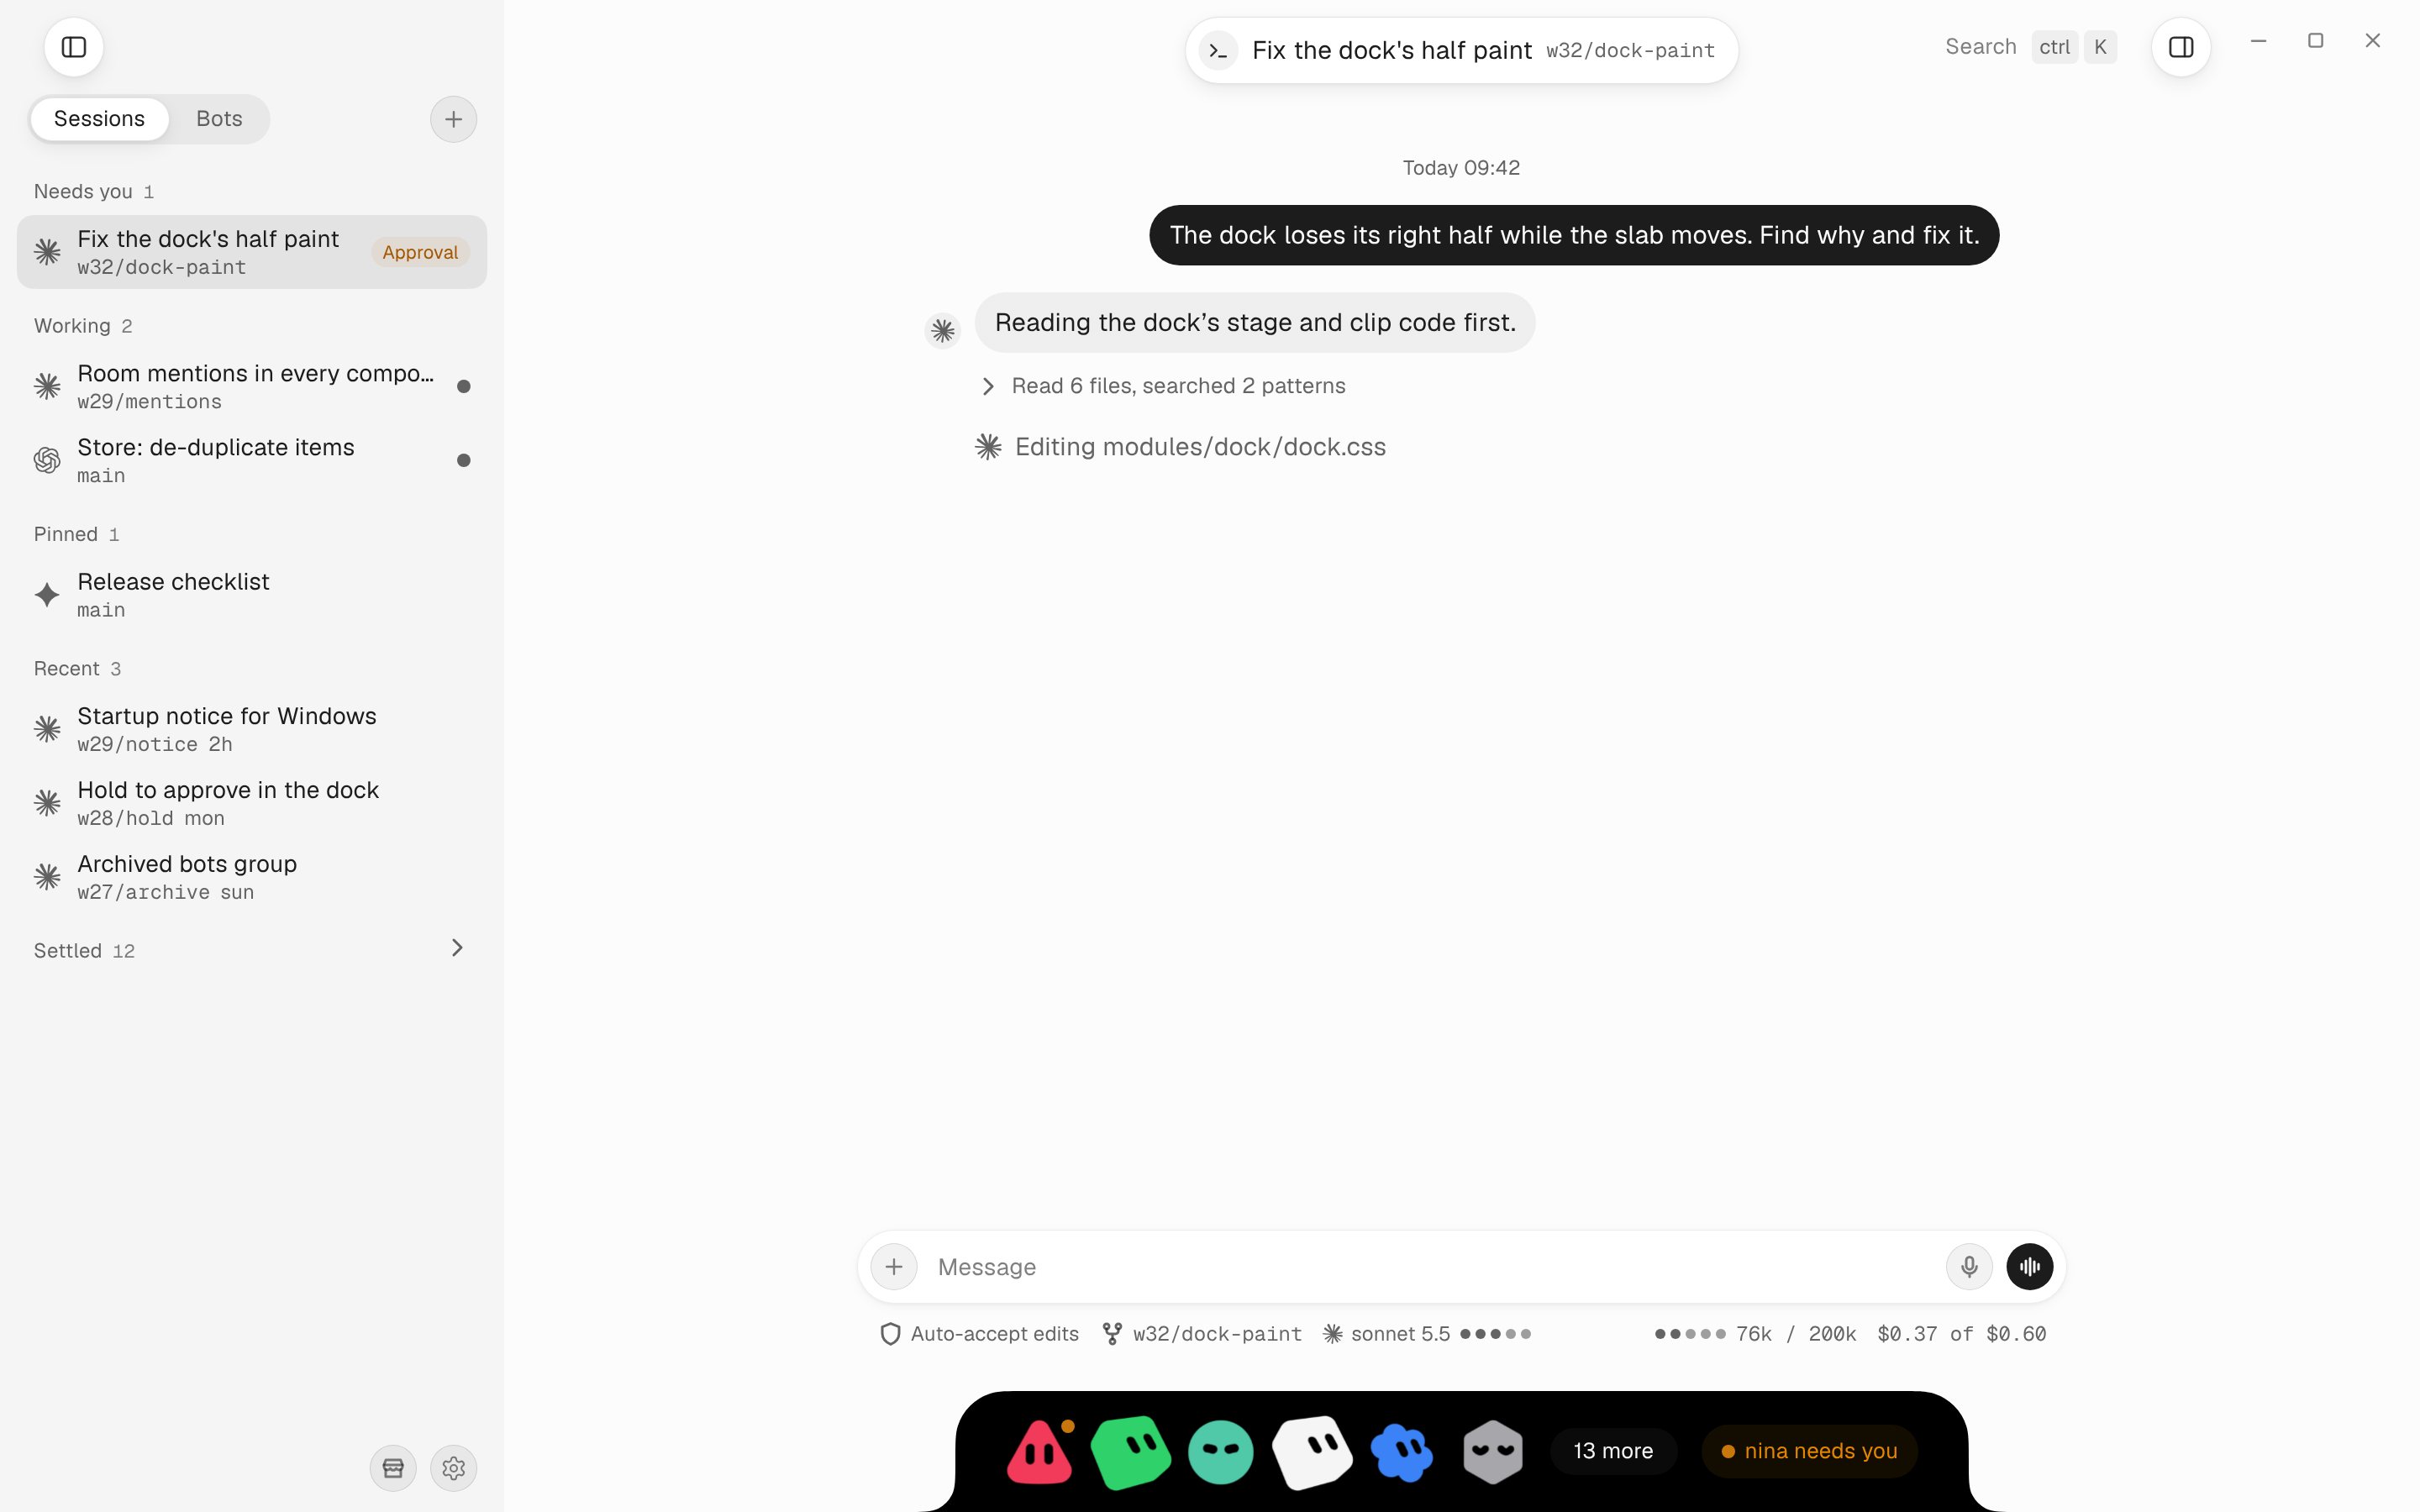 Fix the dock's half paint w32/dock-paint
Search ctrl K
Sessions Bots
Needs you 1
Fix the dock's half paint
w32/dock-paint
Approval
Working 2
Room mentions in every compo…
w29/mentions
Store: de-duplicate items
main
Pinned 1
Release checklist
main
Recent 3
Startup notice for Windows
w29/notice 2h
Hold to approve in the dock
w28/hold mon
Archived bots group
w27/archive sun
Settled 12
Today 09:42
The dock loses its right half while the slab moves. Find why and fix it.
Reading the dock’s stage and clip code first.
Read 6 files, searched 2 patterns
Editing modules/dock/dock.css
Message
Auto-accept edits w32/dock-paint sonnet 5.5 76k / 200k $0.37 of $0.60
13 more nina needs you